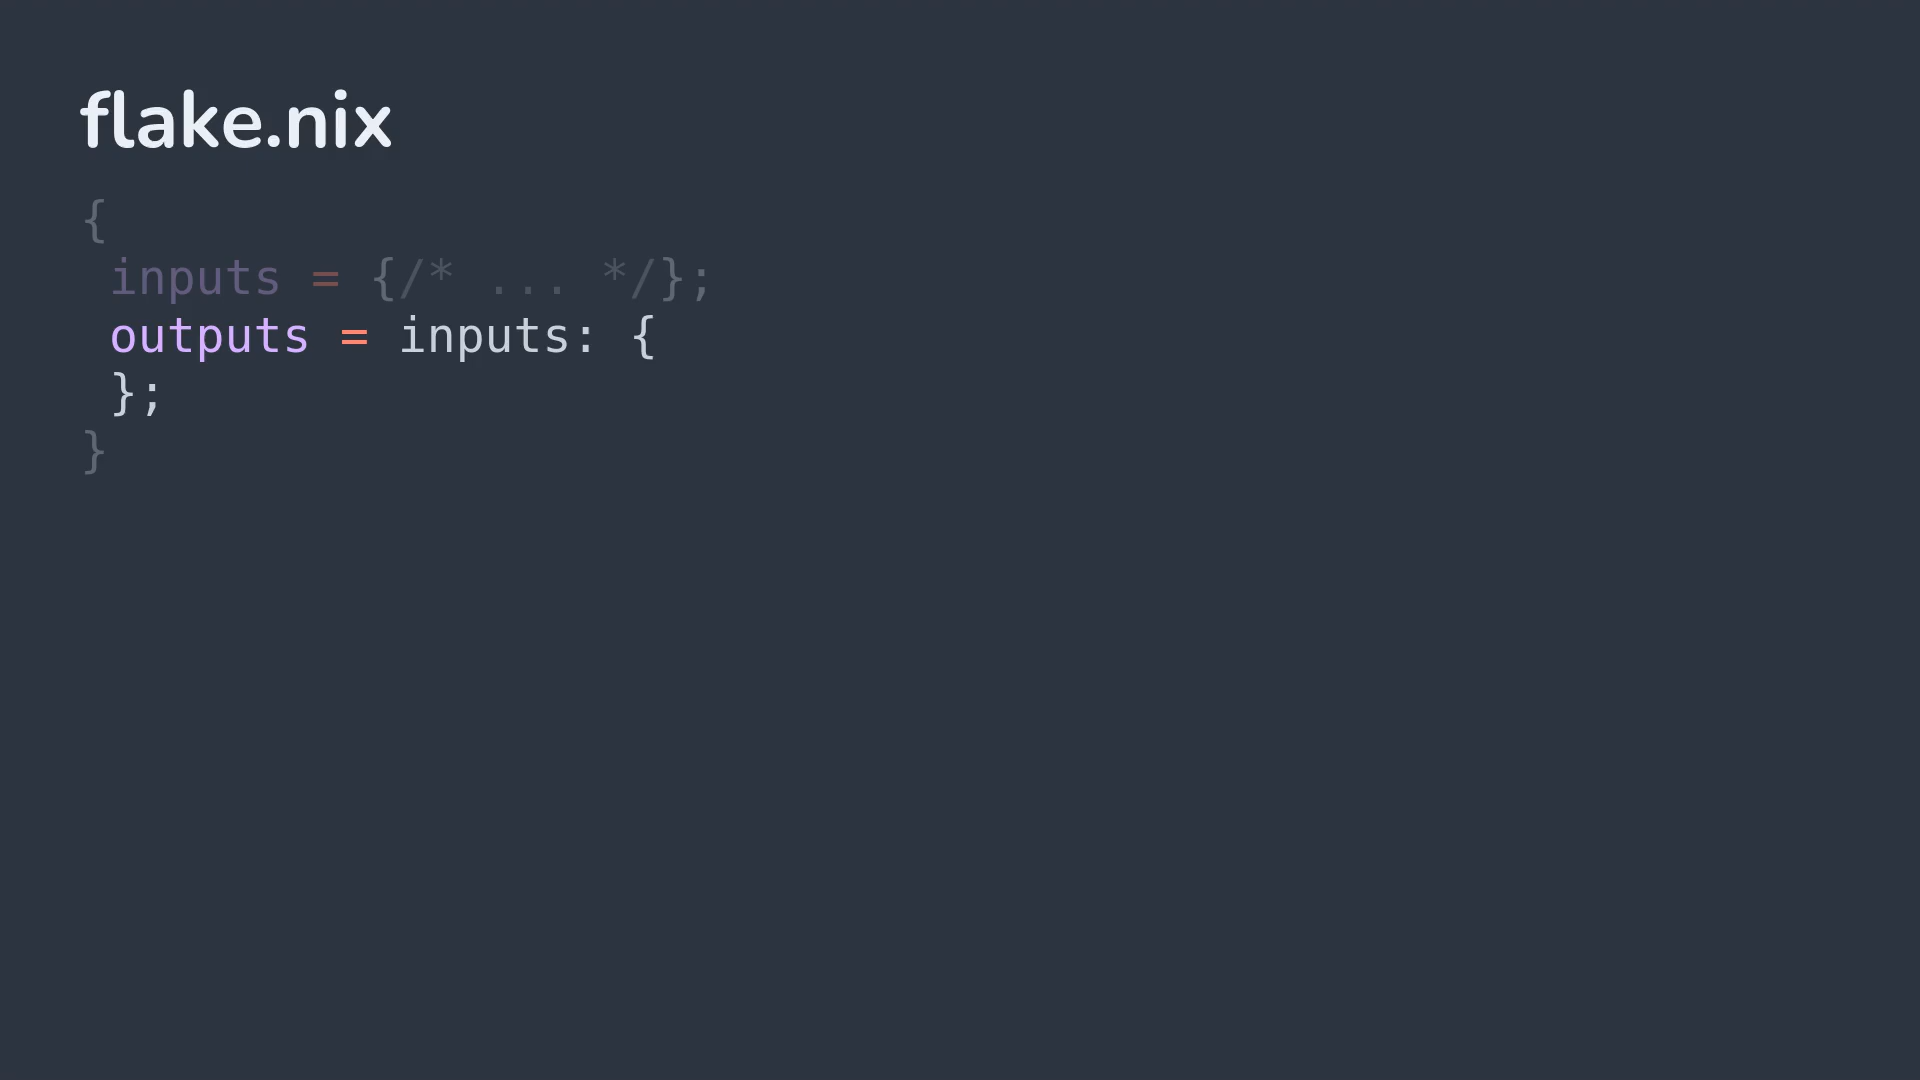 flake.nix
{
 inputs = {/* ... */};
 outputs = inputs: {
 };
}